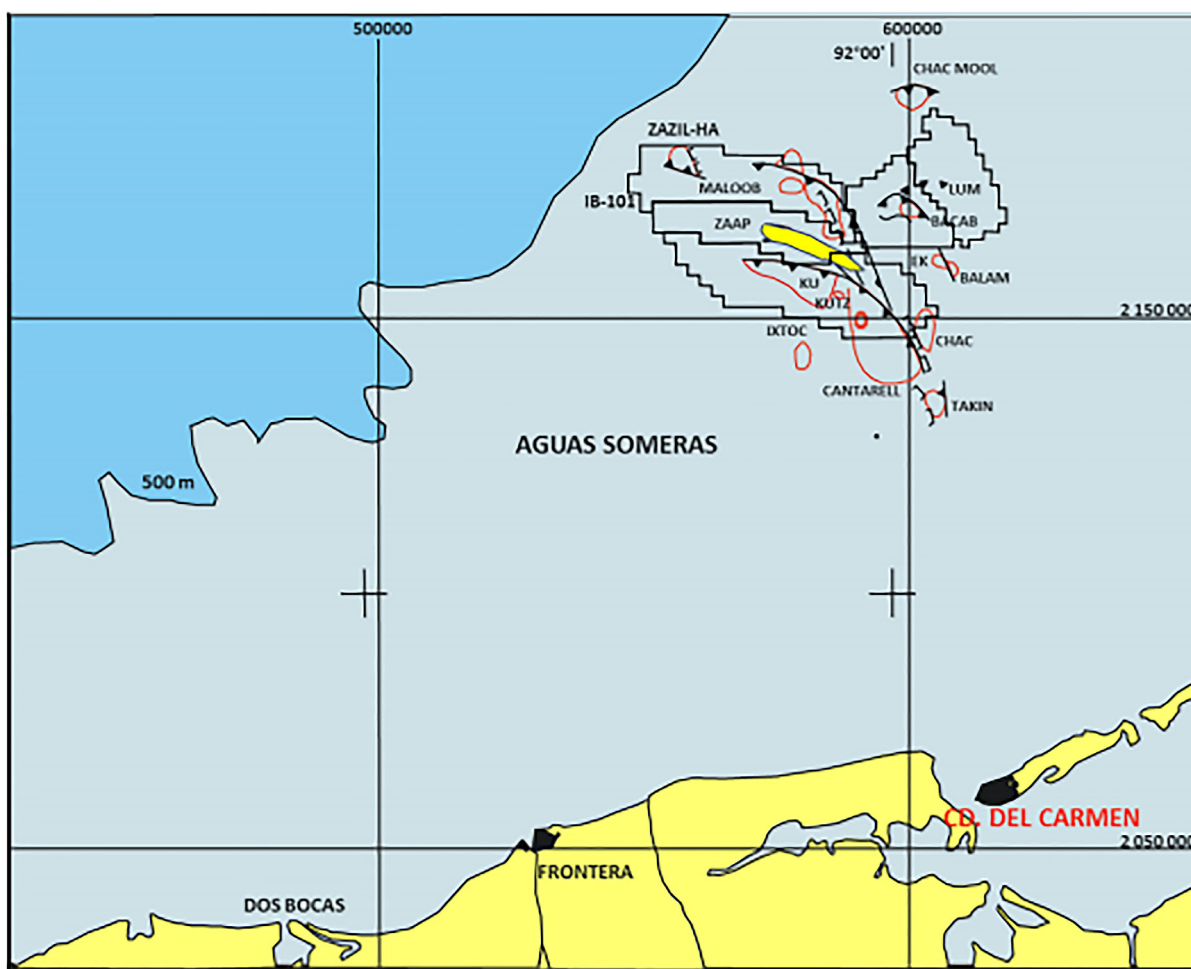 500000
600000
92°00'
CHAC MOOL
ZAZIL-HA
MALOOB
LUM
IB-101
BACAB
ZAAP
EK
BALAM
KU
KUTZ
2 150 000
IXTOC
CHAC
CANTARELL
TAKIN
AGUAS SOMERAS
500 m
CD. DEL CARMEN
2 050 000
FRONTERA
DOS BOCAS